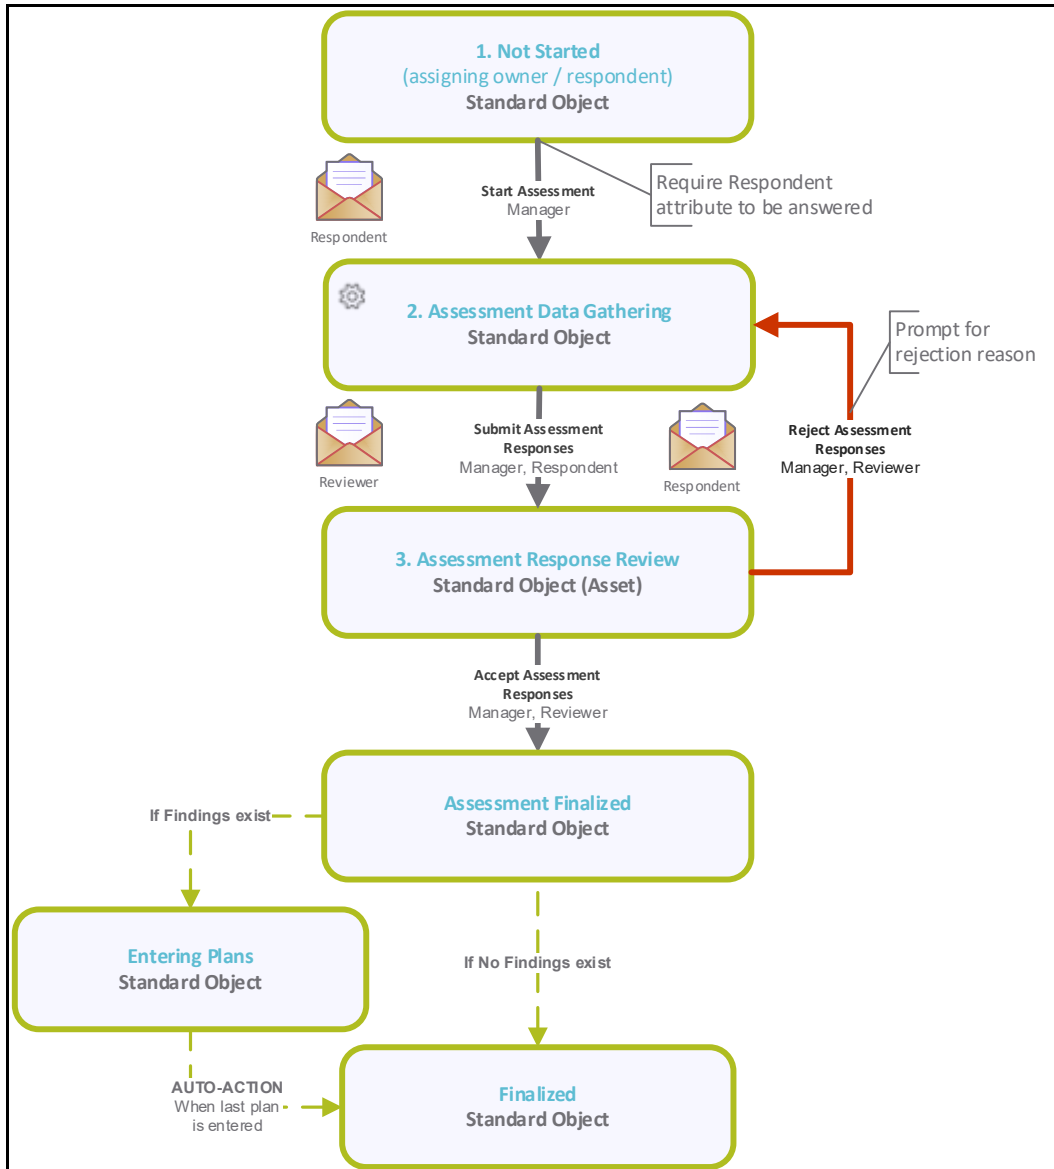 1. Not Started
(assigning owner / respondent)
Standard Object
Respondent
Start Assessment
Manager
Require Respondent
attribute to be answered
2. Assessment Data Gathering
Standard Object
Prompt for
rejection reason
Reviewer
Submit Assessment
Responses
Manager, Respondent
Respondent
Reject Assessment
Responses
Manager, Reviewer
3. Assessment Response Review
Standard Object (Asset)
Accept Assessment
Responses
Manager, Reviewer
Assessment Finalized
Standard Object
If Findings exist
Entering Plans
Standard Object
If No Findings exist
AUTO-ACTION
When last plan
is entered
Finalized
Standard Object